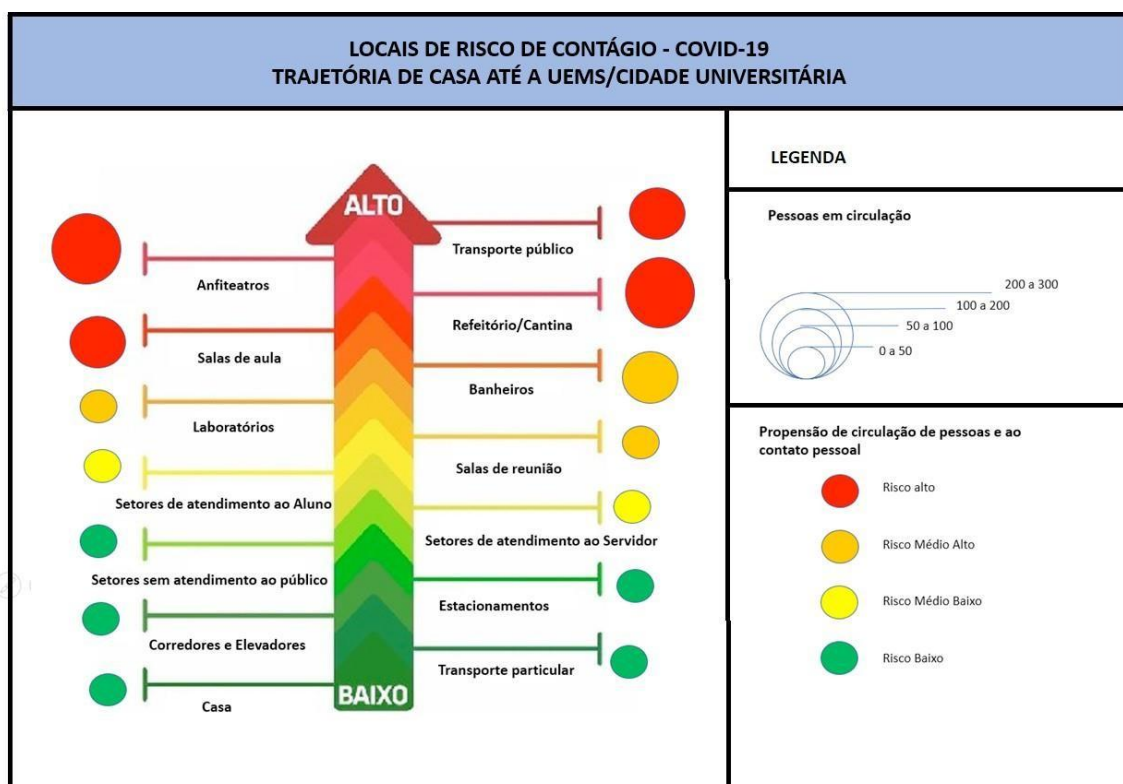 LOCAIS DE RISCO DE CONTÁGIO - COVID-19
TRAJETÓRIA DE CASA ATÉ A UEMS/CIDADE UNIVERSITÁRIA
ALTO
Transporte público
Anfiteatros
Refeitório/Cantina
Salas de aula
Banheiros
Laboratórios
Salas de reunião
Setores de atendimento ao Aluno
Setores de atendimento ao Servidor
Setores sem atendimento ao público
Estacionamentos
Corredores e Elevadores
Transporte particular
BAIXO
Casa
LEGENDA
Pessoas em circulação
200 a 300
100 a 200
50 a 100
0 a 50
Propensão de circulação de pessoas e ao
contato pessoal
Risco alto
Risco Médio Alto
Risco Médio Baixo
Risco Baixo